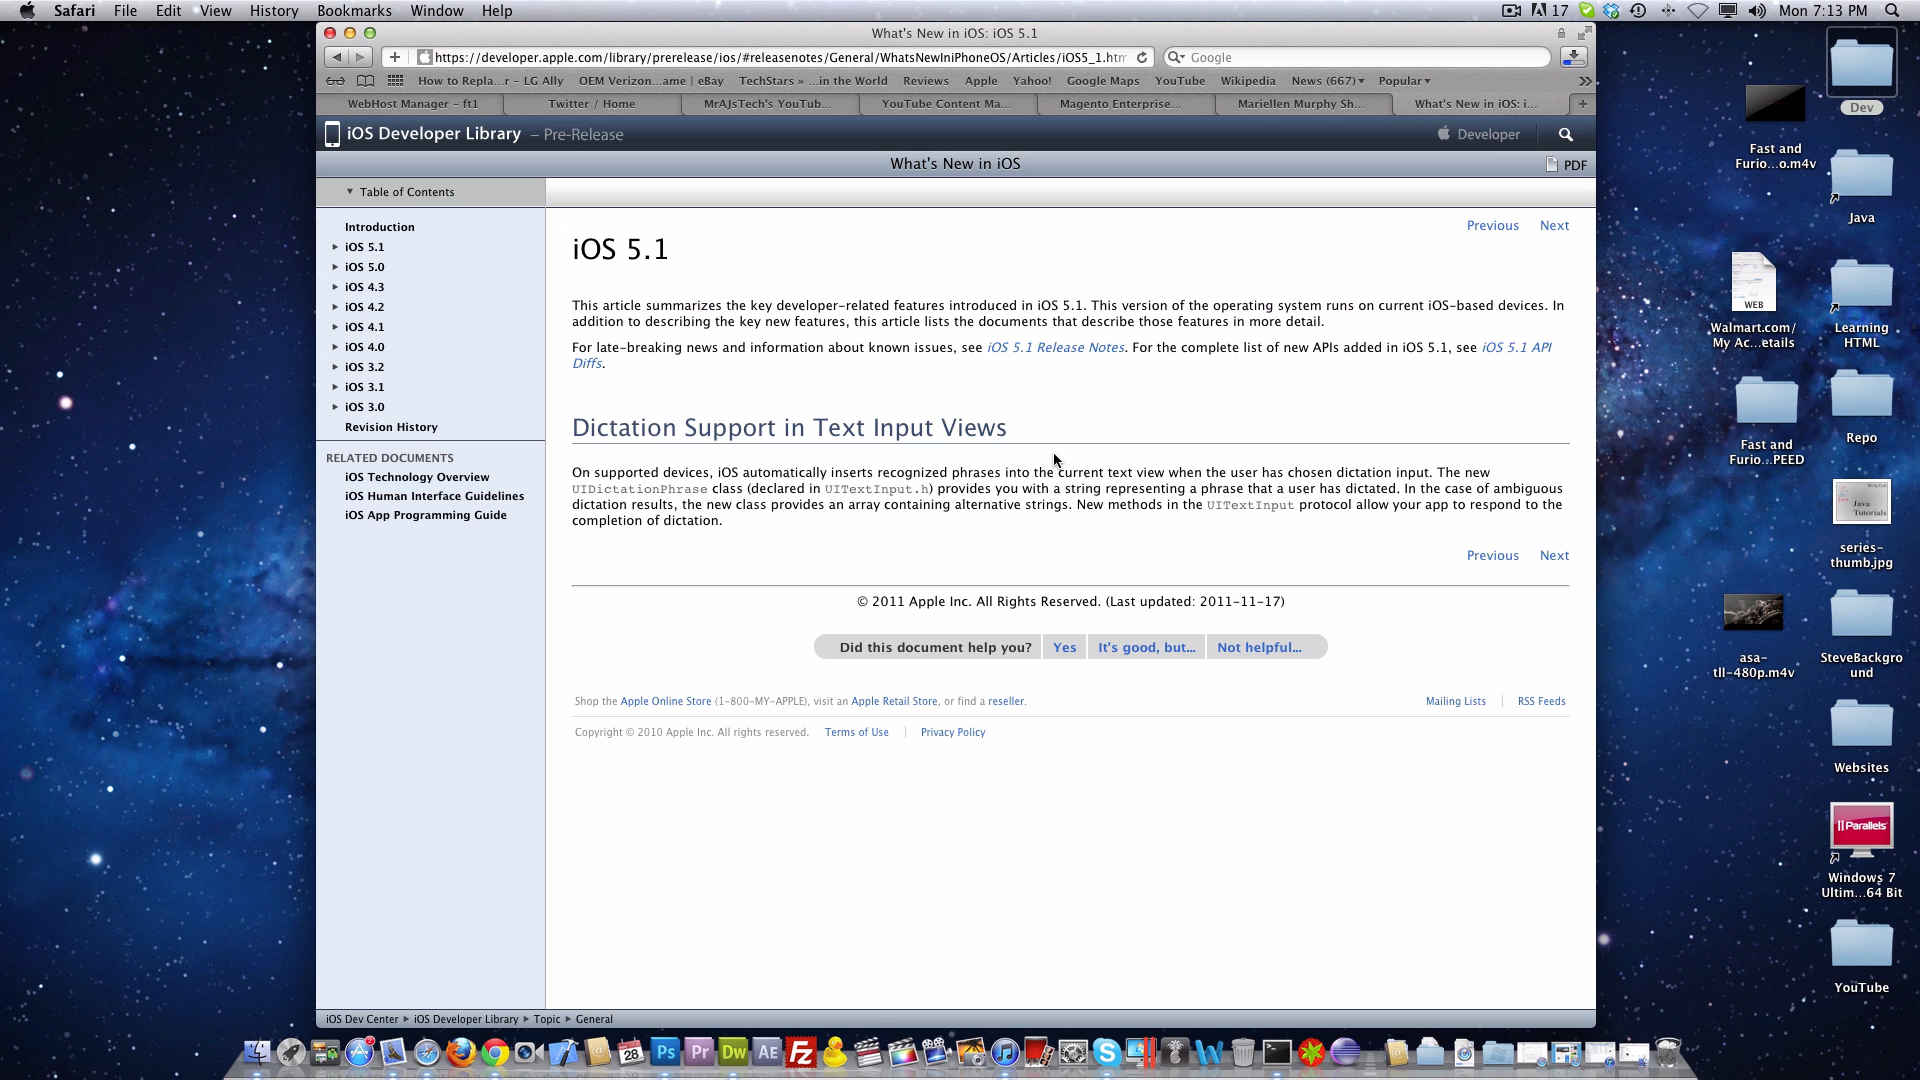 Safari File Edit View History Bookmarks Window Help
17
Mon 7:13 PM
What's New in iOS: iOS 5.1
https://developer.apple.com/library/prerelease/ios/#releasenotes/General/WhatsNewIniPhoneOS/Articles/iOS5_1.htm
Google
How to Repla...r – LG Ally OEM Verizon...ame | eBay TechStars » ...in the World Reviews Apple Yahoo! Google Maps YouTube Wikipedia News (667) Popular
WebHost Manager – ft1 Twitter / Home MrAJsTech's YouTub... YouTube Content Ma... Magento Enterprise... Mariellen Murphy Sh... What's New in iOS: i...
iOS Developer Library – Pre-Release
Developer
What's New in iOS
PDF
Table of Contents
Introduction
iOS 5.1
iOS 5.0
iOS 4.3
iOS 4.2
iOS 4.1
iOS 4.0
iOS 3.2
iOS 3.1
iOS 3.0
Revision History
RELATED DOCUMENTS
iOS Technology Overview
iOS Human Interface Guidelines
iOS App Programming Guide
Previous Next
iOS 5.1
This article summarizes the key developer-related features introduced in iOS 5.1. This version of the operating system runs on current iOS-based devices. In
addition to describing the key new features, this article lists the documents that describe those features in more detail.
For late-breaking news and information about known issues, see iOS 5.1 Release Notes. For the complete list of new APIs added in iOS 5.1, see iOS 5.1 API
Diffs.
Dictation Support in Text Input Views
On supported devices, iOS automatically inserts recognized phrases into the current text view when the user has chosen dictation input. The new
UIDictationPhrase class (declared in UITextInput.h) provides you with a string representing a phrase that a user has dictated. In the case of ambiguous
dictation results, the new class provides an array containing alternative strings. New methods in the UITextInput protocol allow your app to respond to the
completion of dictation.
Previous Next
© 2011 Apple Inc. All Rights Reserved. (Last updated: 2011-11-17)
Did this document help you? Yes It's good, but... Not helpful...
Shop the Apple Online Store (1-800-MY-APPLE), visit an Apple Retail Store, or find a reseller.
Mailing Lists RSS Feeds
Copyright © 2010 Apple Inc. All rights reserved. Terms of Use Privacy Policy
iOS Dev Center iOS Developer Library Topic General
Dev
Fast and
Furio...o.m4v
Java
WEB
Walmart.com/
My Ac...etails
Learning
HTML
Fast and
Furio...PEED
Repo
Java
Tutorials
series-
thumb.jpg
asa-
tll-480p.m4v
SteveBackgro
und
Websites
Parallels
Windows 7
Ultim...64 Bit
YouTube
28
Ps
Pr
Dw
AE
FZ